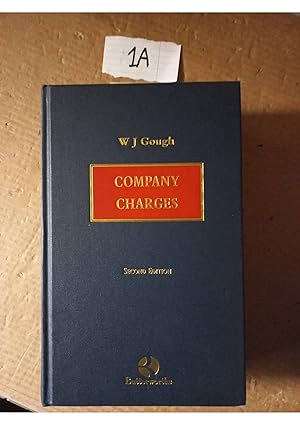 1A
W J Gough
COMPANY
CHARGES
SECOND EDITION
Butterworths